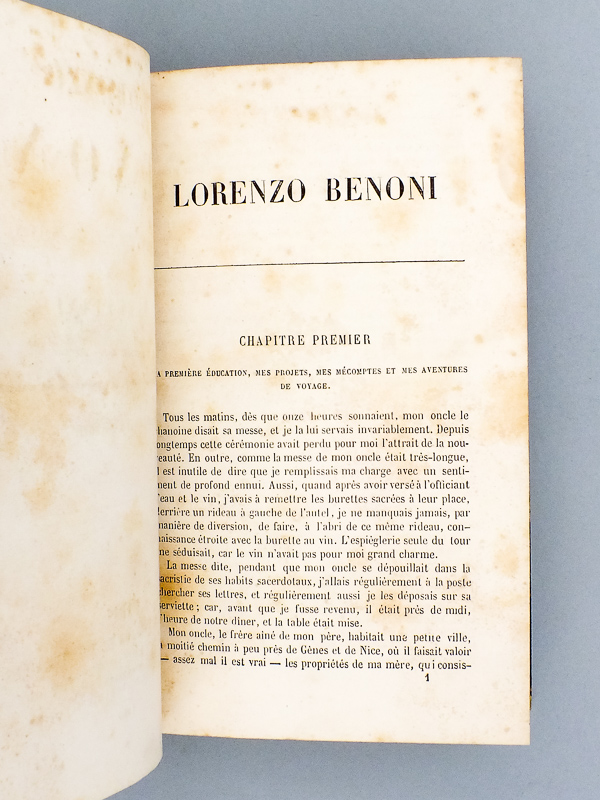 LORENZO BENONI
CHAPITRE PREMIER
A PREMIÈRE ÉDUCATION, MES PROJETS, MES MÉCOMPTES ET MES AVENTURES
DE VOYAGE.
Tous les matins, dès que onze heures sonnaient, mon oncle le
hanoine disait sa messe, et je la lui servais invariablement. Depuis
ongtemps cette cérémonie avait perdu pour moi l'attrait de la nou-
eauté. En outre, comme la messe de mon oncle était très-longue,
l est inutile de dire que je remplissais ma charge avec un senti-
ment de profond ennui. Aussi, quand après avoir versé à l'officiant
'eau et le vin, j'avais à remettre les burettes sacrées à leur place,
derrière un rideau à gauche de l'autel, je ne manquais jamais, par
manière de diversion, de faire, à l'abri de ce même rideau, con-
naissance étroite avec la burette au vin. L'espièglerie seule du tour
me séduisait, car le vin n'avait pas pour moi grand charme.
La messe dite, pendant que mon oncle se dépouillait dans la
sacristie de ses habits sacerdotaux, j'allais régulièrement à la poste
chercher ses lettres, et régulièrement aussi je les déposais sur sa
serviette ; car, avant que je fusse revenu, il était près de midi,
l'heure de notre dîner, et la table était mise.
Mon oncle, le frère aîné de mon père, habitait une petite ville,
à moitié chemin à peu près de Gênes et de Nice, où il faisait valoir
— assez mal il est vrai — les propriétés de ma mère, qui consis-
1